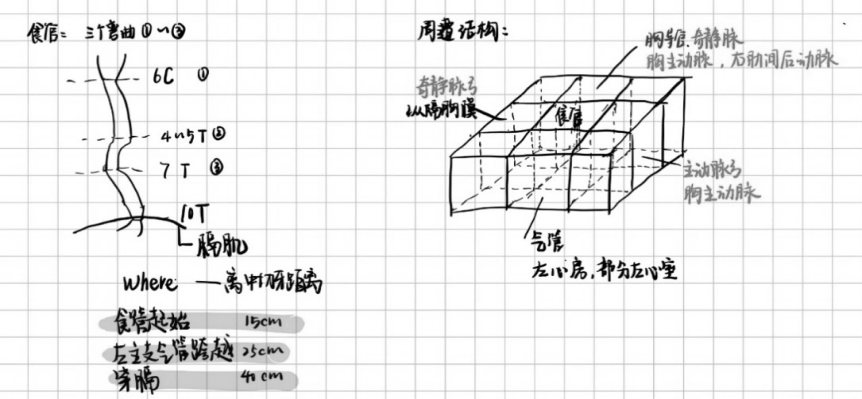 食管: 三个弯曲①~③
6C ①
4~5T ②
7 T ③
10T
膈肌
Where — 离中切牙距离
食管起始 15cm
左主支气管跨越 25cm
穿膈 40cm
周遭结构:
胸导管,奇静脉
胸主动脉,右肋间后动脉
奇静脉弓
纵隔胸膜
食管
主动脉弓
胸主动脉
气管
左心房,部分左心室